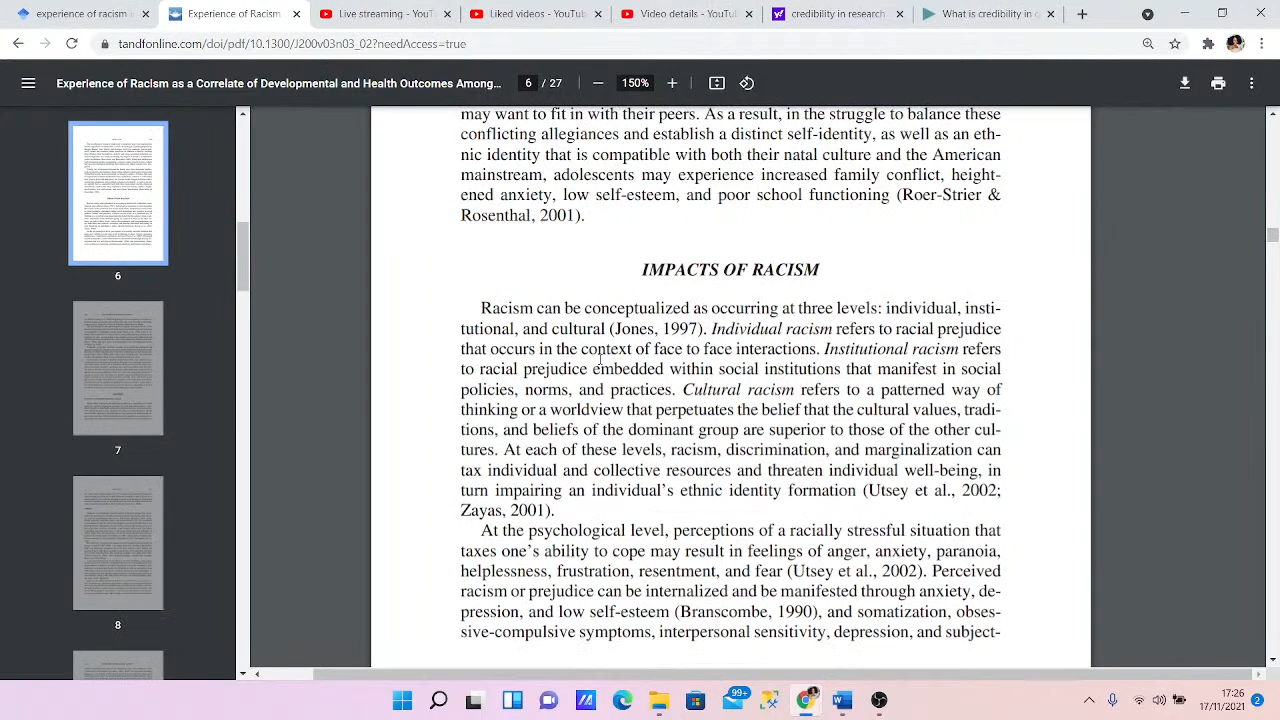 experiences of racism
Experience of Racism
Live streaming - YouT
Liked videos - YouTub
Video details - YouTu
credibility in research
What is credibility in q
tandfonline.com/doi/pdf/10.1300/J200v03n03_02?needAccess=true
Experience of Racism as a Correlate of Developmental and Health Outcomes Among...
6 / 27
150%
may want to fit in with their peers. As a result, in the struggle to balance these
conflicting allegiances and establish a distinct self-identity, as well as an eth-
nic identity that is compatible with both their natal culture and the American
mainstream, adolescents may experience increased family conflict, height-
ened anxiety, low self-esteem, and poor school functioning (Roer-Strier &
Rosenthal, 2001).
IMPACTS OF RACISM
Racism can be conceptualized as occurring at three levels: individual, insti-
tutional, and cultural (Jones, 1997). Individual racism refers to racial prejudice
that occurs in the context of face to face interactions. Institutional racism refers
to racial prejudice embedded within social institutions that manifest in social
policies, norms, and practices. Cultural racism refers to a patterned way of
thinking or a worldview that perpetuates the belief that the cultural values, tradi-
tions, and beliefs of the dominant group are superior to those of the other cul-
tures. At each of these levels, racism, discrimination, and marginalization can
tax individual and collective resources and threaten individual well-being, in
turn impairing an individual's ethnic identity formation (Utsey et al., 2002;
Zayas, 2001).
At the psychological level, perceptions of a racially stressful situation that
taxes one's ability to cope may result in feelings of anger, anxiety, paranoia,
helplessness, frustration, resentment, and fear (Utsey et al., 2002). Perceived
racism or prejudice can be internalized and be manifested through anxiety, de-
pression, and low self-esteem (Branscombe, 1990), and somatization, obses-
sive-compulsive symptoms, interpersonal sensitivity, depression, and subject-
6
7
8
99+
17:26
17/11/2021
2